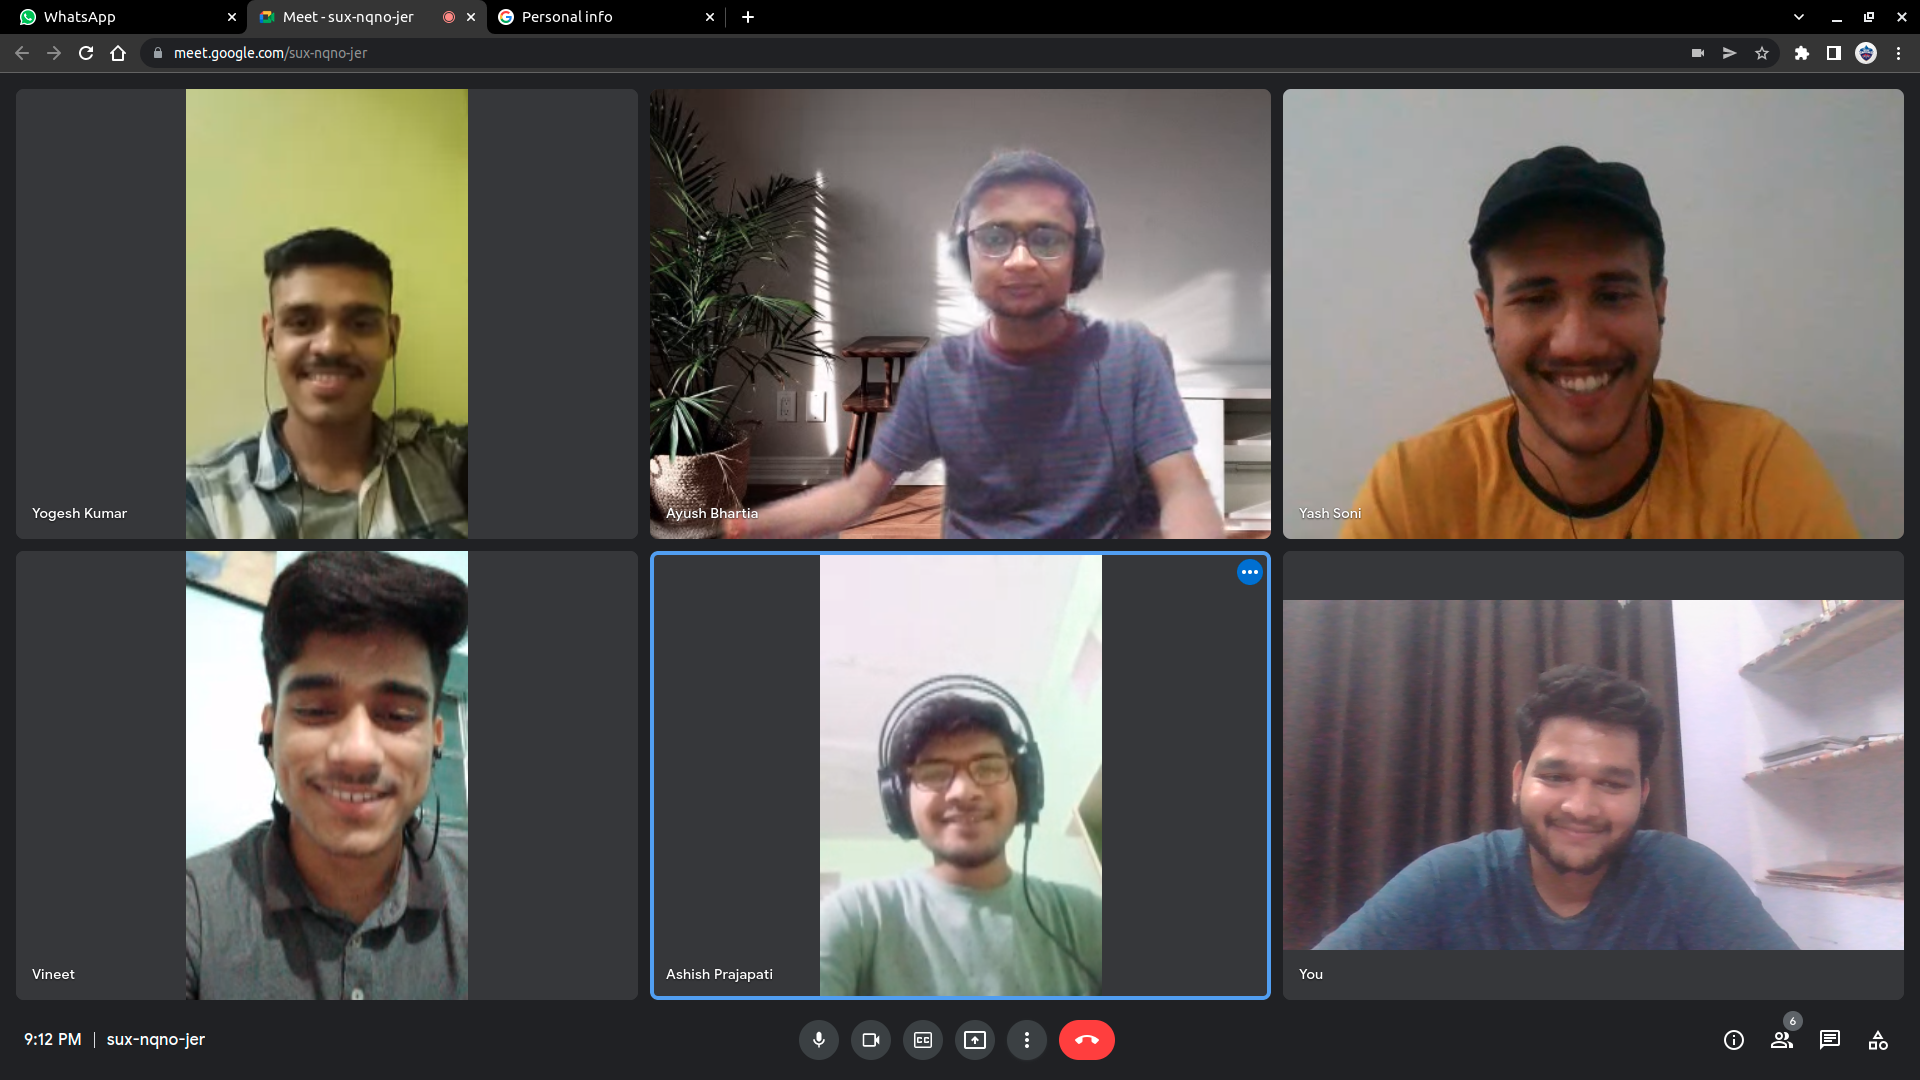 WhatsApp
Meet - sux-nqno-jer
Personal info
meet.google.com/sux-nqno-jer
Yogesh Kumar
Ayush Bhartia
Yash Soni
Vineet
Ashish Prajapati
You
9:12 PM | sux-nqno-jer
CC
6